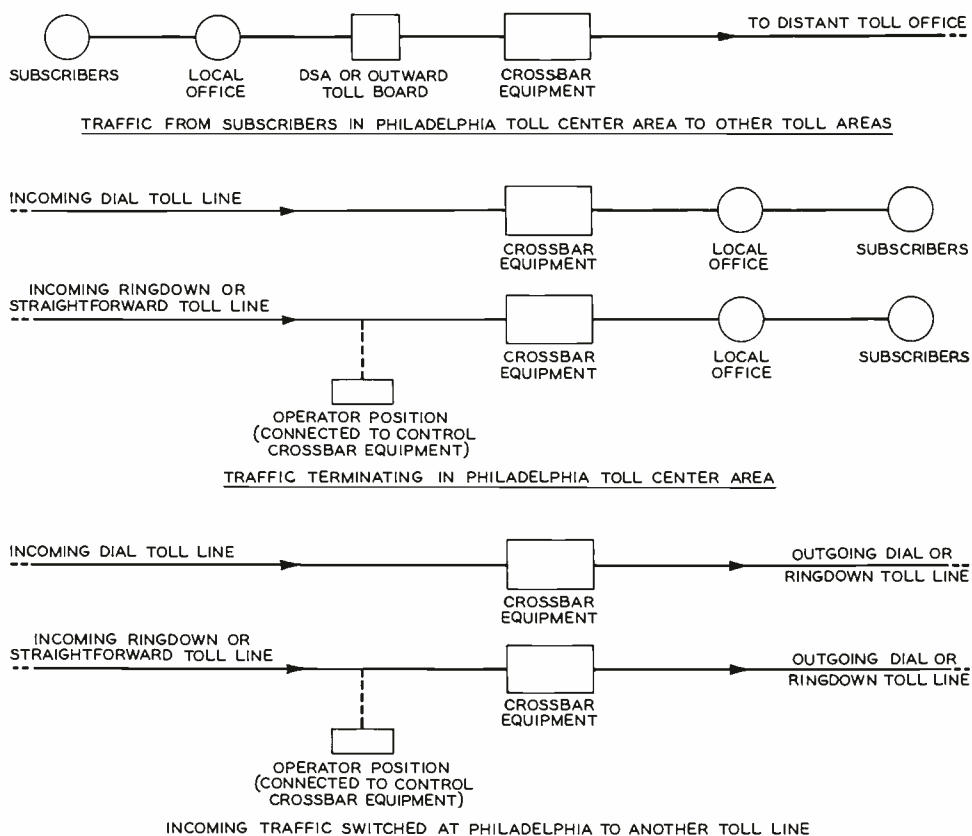 TO DISTANT TOLL OFFICE
SUBSCRIBERS
LOCAL
OFFICE
DSA OR OUTWARD
TOLL BOARD
CROSSBAR
EQUIPMENT
TRAFFIC FROM SUBSCRIBERS IN PHILADELPHIA TOLL CENTER AREA TO OTHER TOLL AREAS
INCOMING DIAL TOLL LINE
CROSSBAR
EQUIPMENT
LOCAL
OFFICE
SUBSCRIBERS
INCOMING RINGDOWN OR
STRAIGHTFORWARD TOLL LINE
CROSSBAR
EQUIPMENT
LOCAL
OFFICE
SUBSCRIBERS
OPERATOR POSITION
(CONNECTED TO CONTROL
CROSSBAR EQUIPMENT)
TRAFFIC TERMINATING IN PHILADELPHIA TOLL CENTER AREA
INCOMING DIAL TOLL LINE
CROSSBAR
EQUIPMENT
OUTGOING DIAL OR
RINGDOWN TOLL LINE
INCOMING RINGDOWN OR
STRAIGHTFORWARD TOLL LINE
CROSSBAR
EQUIPMENT
OUTGOING DIAL OR
RINGDOWN TOLL LINE
OPERATOR POSITION
(CONNECTED TO CONTROL
CROSSBAR EQUIPMENT)
INCOMING TRAFFIC SWITCHED AT PHILADELPHIA TO ANOTHER TOLL LINE